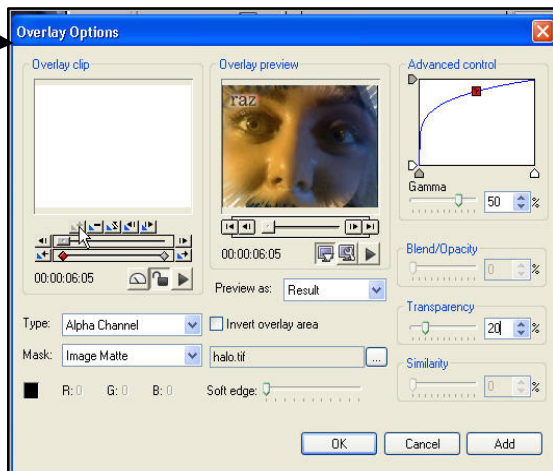 Overlay Options
Overlay clip
Overlay preview
Advanced control
raz
Gamma
50 %
00:00:06:05
00:00:06:05
Preview as: Result
Blend/Opacity
0 %
Type: Alpha Channel
Invert overlay area
Transparency
20 %
Mask: Image Matte
halo.tif ...
Similarity
0 %
R: 0 G: 0 B: 0
Soft edge:
OK Cancel Add